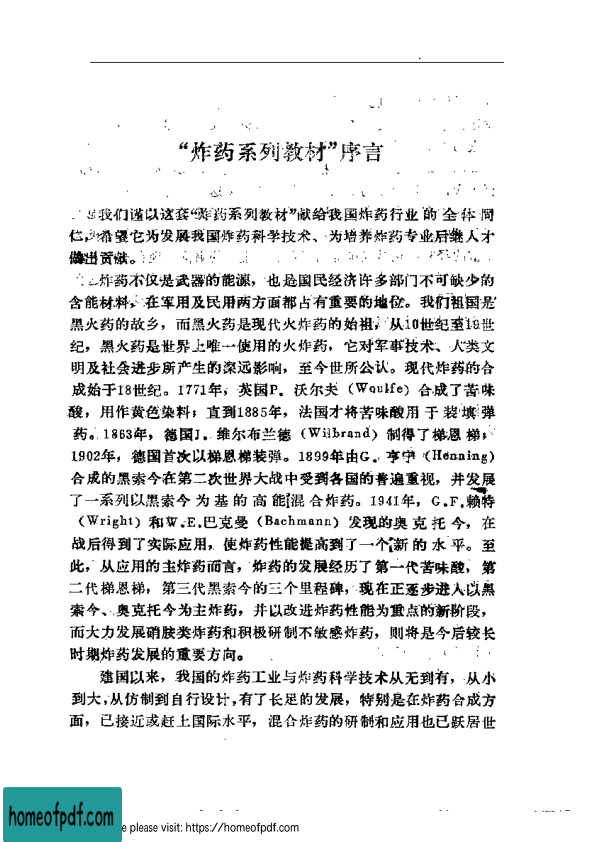 “炸药系列教材”序言
我们谨以这套“炸药系列教材”献给我国炸药行业的全体同
仁,希望它为发展我国炸药科学技术、为培养炸药专业后继人才
做出贡献。
炸药不仅是武器的能源，也是国民经济许多部门不可缺少的
含能材料，在军用及民用两方面都占有重要的地位。我们祖国是
黑火药的故乡，而黑火药是现代火炸药的始祖，从10世纪至19世
纪，黑火药是世界上唯一使用的火炸药，它对军事技术、人类文
明及社会进步所产生的深远影响，至今世所公认。现代炸药的合
成始于18世纪。1771年，英国P．沃尔夫（Woulfe）合成了苦味
酸，用作黄色染料；直到1885年，法国才将苦味酸用于装填弹
药。1863年，德国J．维尔布兰德（Wilbrand）制得了梯恩梯；
1902年，德国首次以梯恩梯装弹。1899年由G．亨宁（Henning）
合成的黑索今在第二次世界大战中受到各国的普遍重视，并发展
了一系列以黑索今为基的高能混合炸药。1941年，G.F.赖特
（Wright）和W.E.巴克曼（Bachmann）发现的奥克托今，在
战后得到了实际应用，使炸药性能提高到了一个新的水平。至
此，从应用的主炸药而言，炸药的发展经历了第一代苦味酸，第
二代梯恩梯，第三代黑索今的三个里程碑，现在正逐步进入以黑
索今、奥克托今为主炸药，并以改进炸药性能为重点的新阶段，
而大力发展硝胺类炸药和积极研制不敏感炸药，则将是今后较长
时期炸药发展的重要方向。
建国以来，我国的炸药工业与炸药科学技术从无到有，从小
到大,从仿制到自行设计,有了长足的发展，特别是在炸药合成方
面，已接近或赶上国际水平，混合炸药的研制和应用也已跃居世
homeofpdf.com
e please visit: https://homeofpdf.com